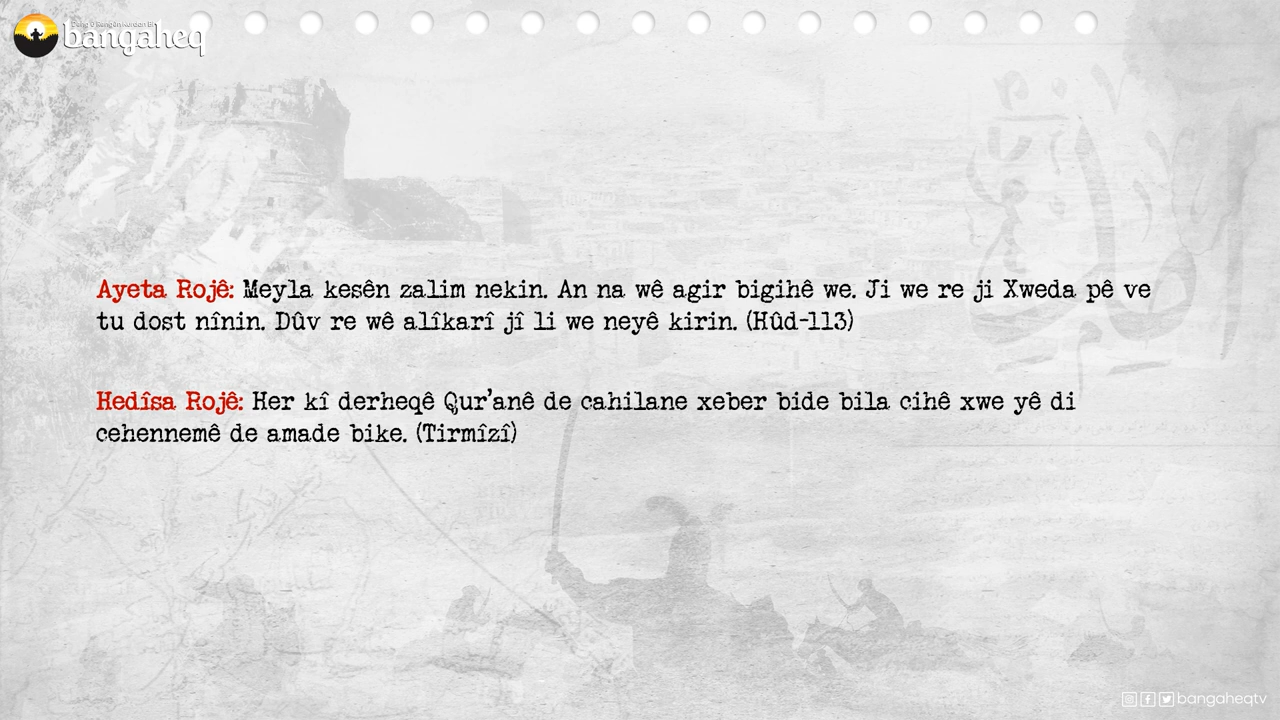 bangaheq
Ayeta Rojê: Meyla kesên zalim nekin. An na wê agir bigihê we. Ji we re ji Xweda pê ve
tu dost nînin. Dûv re wê alîkarî jî li we neyê kirin. (Hûd-113)
Hedîsa Rojê: Her kî derheqê Qur’anê de cahilane xeber bide bila cihê xwe yê di
cehennemê de amade bike. (Tirmîzî)
bangaheqtv